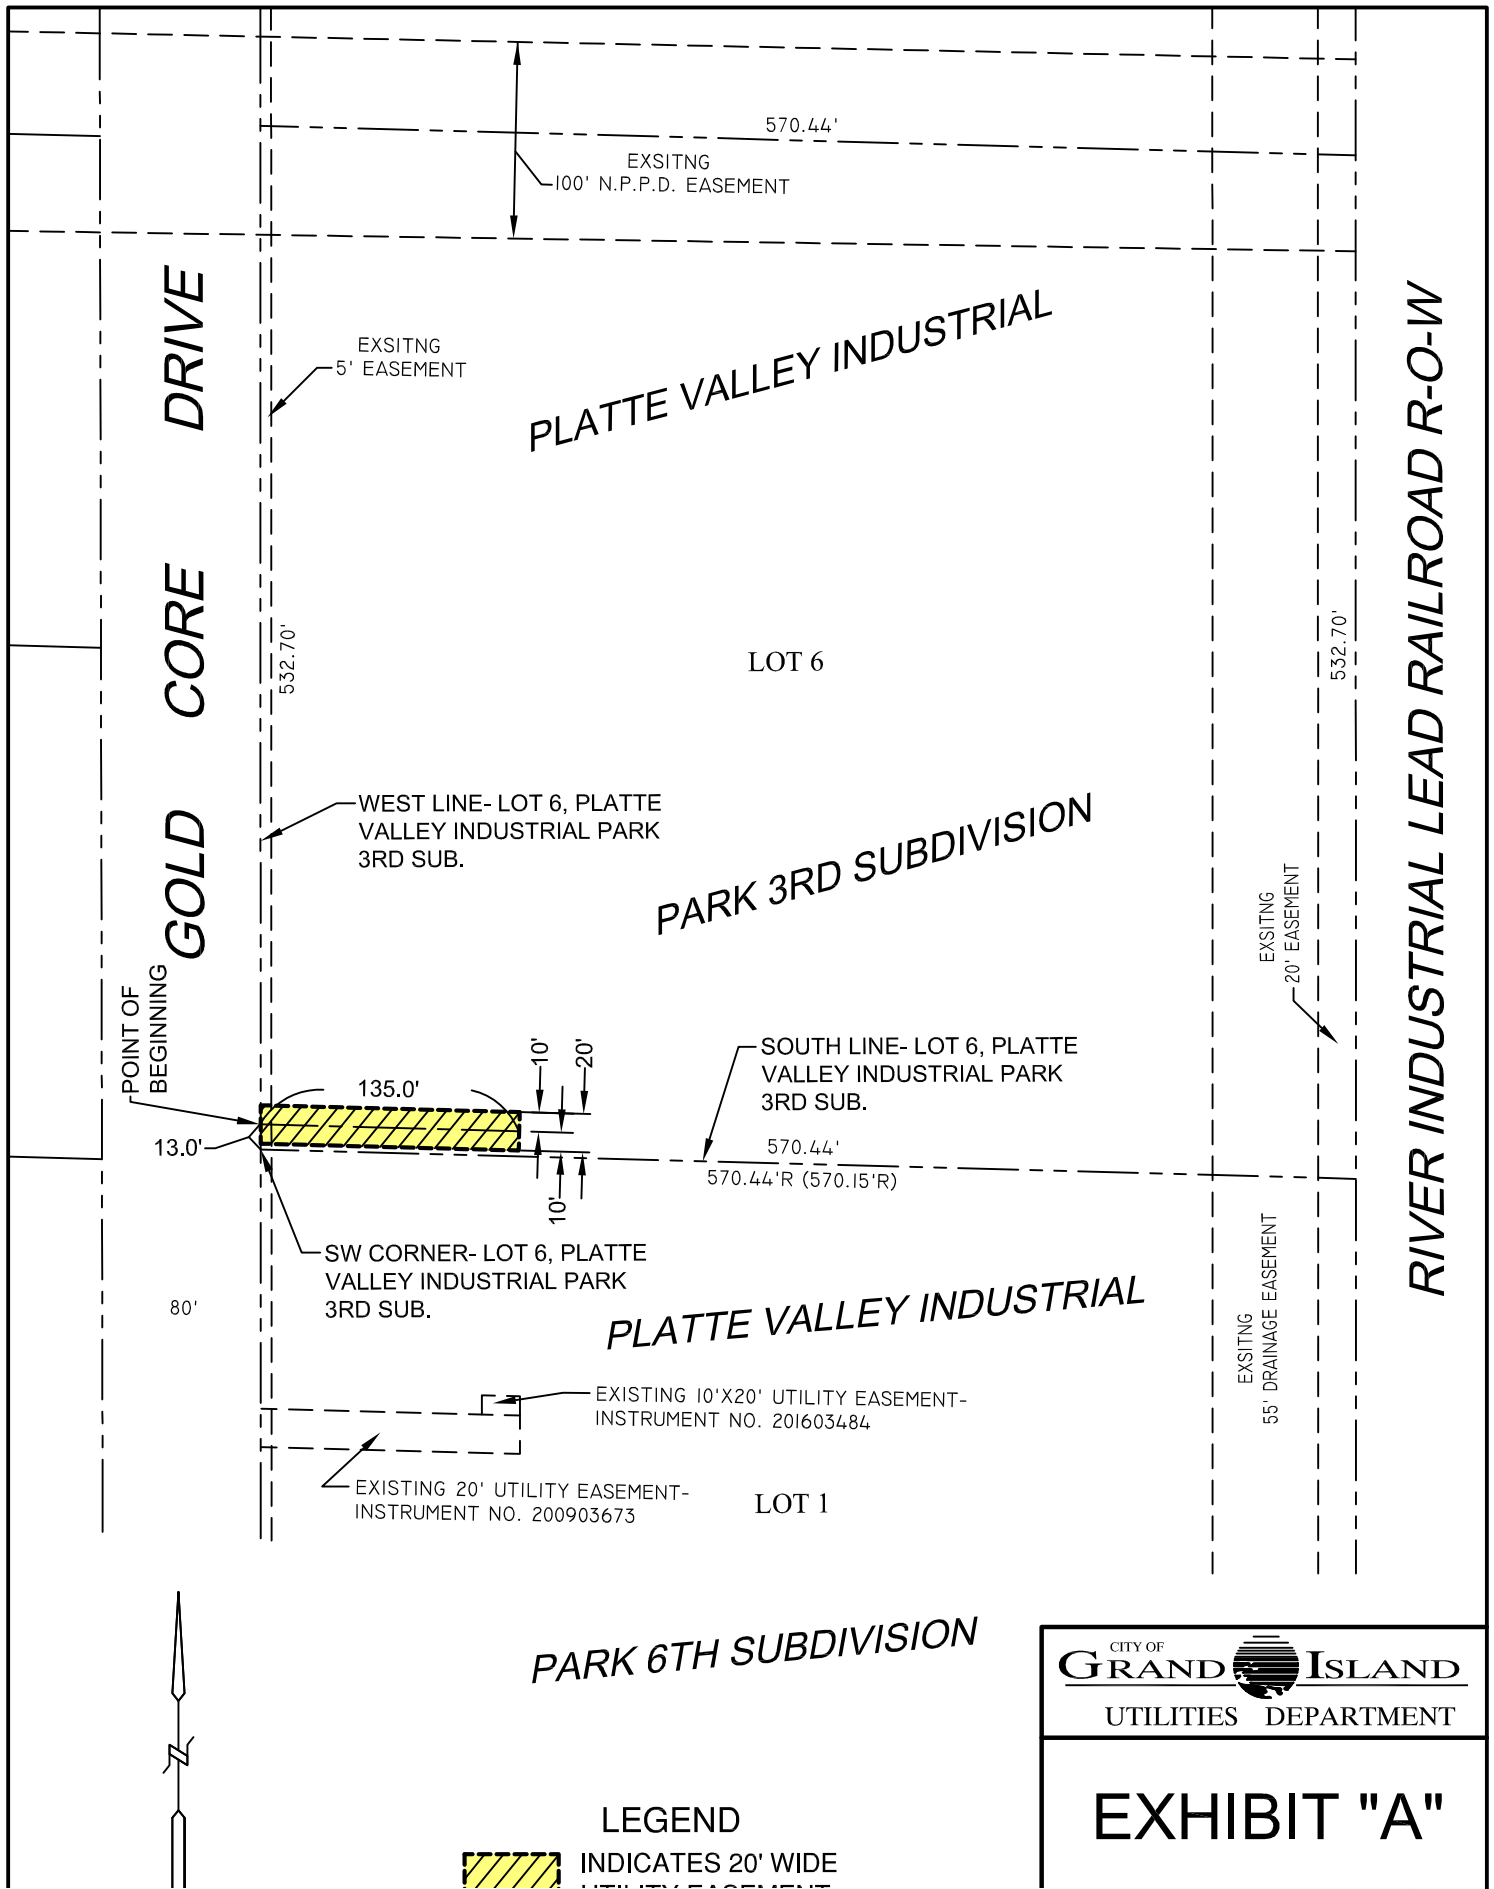 570.44'
EXSITNG
100' N.P.P.D. EASEMENT
GOLD CORE DRIVE
EXSITNG
5' EASEMENT
PLATTE VALLEY INDUSTRIAL
RIVER INDUSTRIAL LEAD RAILROAD R-O-W
532.70'
LOT 6
532.70'
WEST LINE- LOT 6, PLATTE
VALLEY INDUSTRIAL PARK
3RD SUB.
PARK 3RD SUBDIVISION
EXSITNG
20' EASEMENT
POINT OF
BEGINNING
135.0'
10'
20'
SOUTH LINE- LOT 6, PLATTE
VALLEY INDUSTRIAL PARK
3RD SUB.
13.0'
570.44'
570.44'R (570.15'R)
10'
SW CORNER- LOT 6, PLATTE
VALLEY INDUSTRIAL PARK
3RD SUB.
80'
PLATTE VALLEY INDUSTRIAL
EXSITNG
55' DRAINAGE EASEMENT
EXISTING 10'X20' UTILITY EASEMENT-
INSTRUMENT NO. 201603484
EXISTING 20' UTILITY EASEMENT-
INSTRUMENT NO. 200903673
LOT 1
PARK 6TH SUBDIVISION
CITY OF
GRAND ISLAND
UTILITIES DEPARTMENT
EXHIBIT "A"
LEGEND
INDICATES 20' WIDE
UTILITY EASEMENT